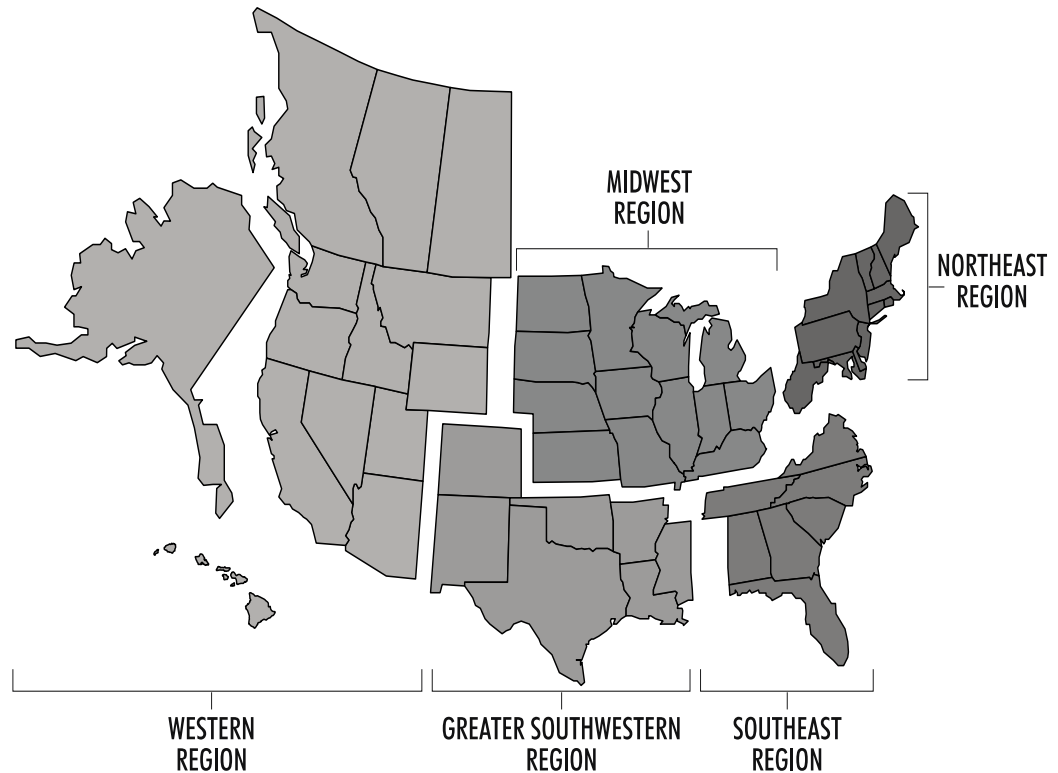 MIDWEST
REGION
NORTHEAST
REGION
WESTERN
REGION
GREATER SOUTHWESTERN
REGION
SOUTHEAST
REGION